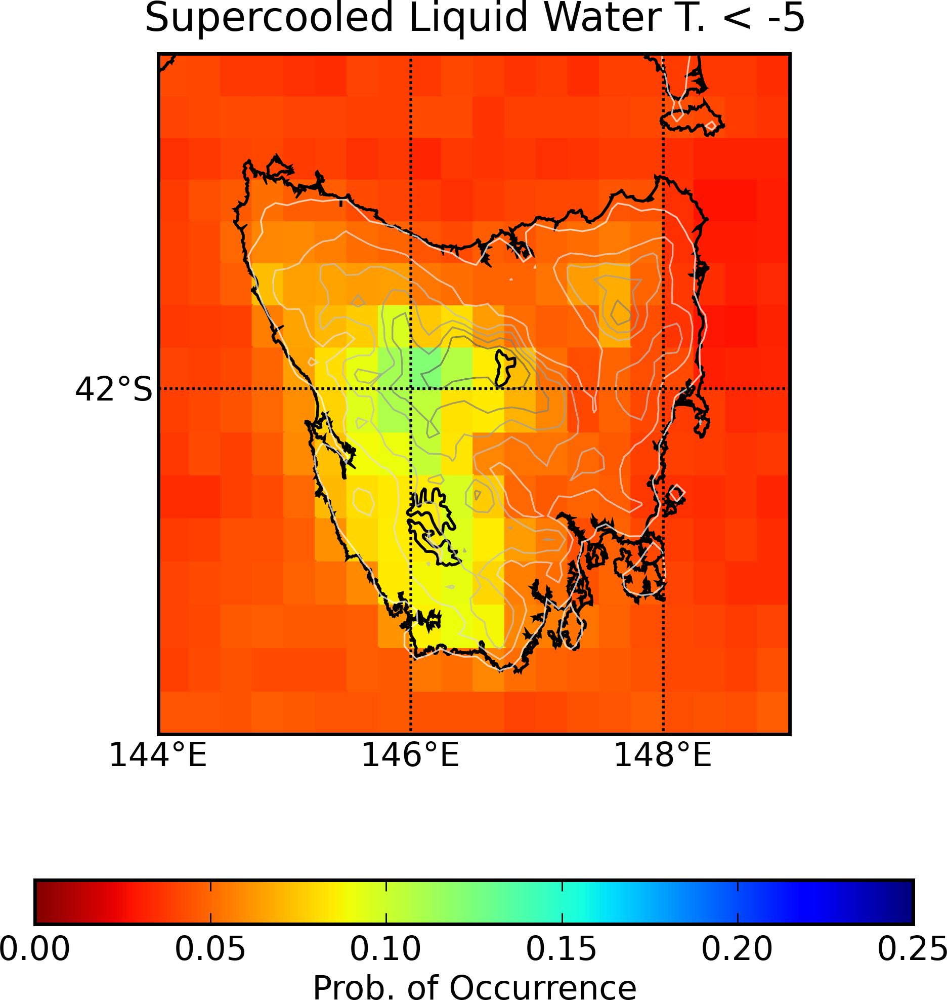 Supercooled Liquid Water T. < -5
42°S
144°E 146°E 148°E
0.00 0.05 0.10 0.15 0.20 0.25
Prob. of Occurrence